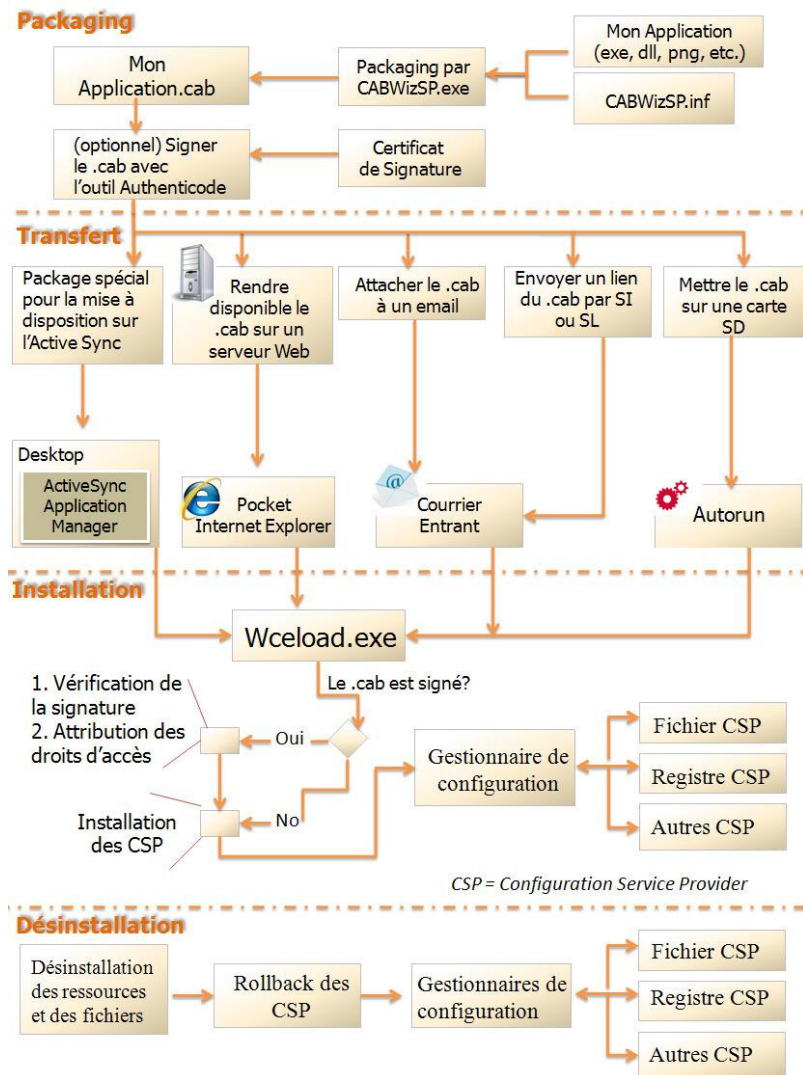 Packaging
Mon
Application.cab
Packaging par
CABWizSP.exe
Mon Application
(exe, dll, png, etc.)
CABWizSP.inf
(optionnel) Signer
le .cab avec
l'outil Authenticode
Certificat
de Signature
Transfert
Package spécial
pour la mise à
disposition sur
l'Active Sync
Rendre
disponible le
.cab sur un
serveur Web
Attacher le .cab
à un email
Envoyer un lien
du .cab par SI
ou SL
Mettre le .cab
sur une carte
SD
Desktop
ActiveSync
Application
Manager
Pocket
Internet Explorer
@
Courrier
Entrant
Autorun
Installation
Wceload.exe
Le .cab est signé?
1. Vérification de
la signature
2. Attribution des
droits d'accès
Oui
No
Installation
des CSP
Gestionnaire de
configuration
Fichier CSP
Registre CSP
Autres CSP
CSP = Configuration Service Provider
Désinstallation
Désinstallation
des ressources
et des fichiers
Rollback des
CSP
Gestionnaires de
configuration
Fichier CSP
Registre CSP
Autres CSP